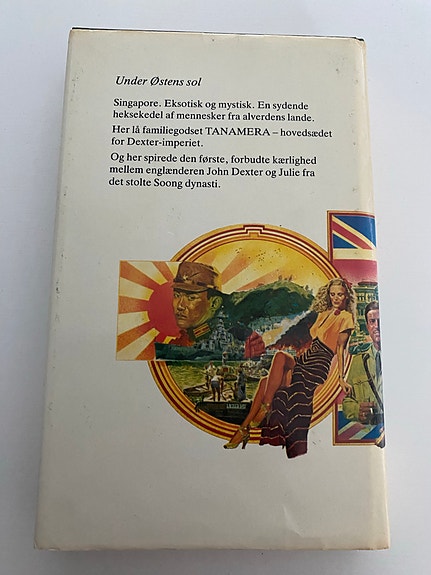 Under Østens sol
Singapore. Eksotisk og mystisk. En sydende
heksekedel af mennesker fra alverdens lande.
Her lå familiegodset TANAMERA – hovedsædet
for Dexter-imperiet.
Og her spirede den første, forbudte kærlighed
mellem englænderen John Dexter og Julie fra
det stolte Soong dynasti.